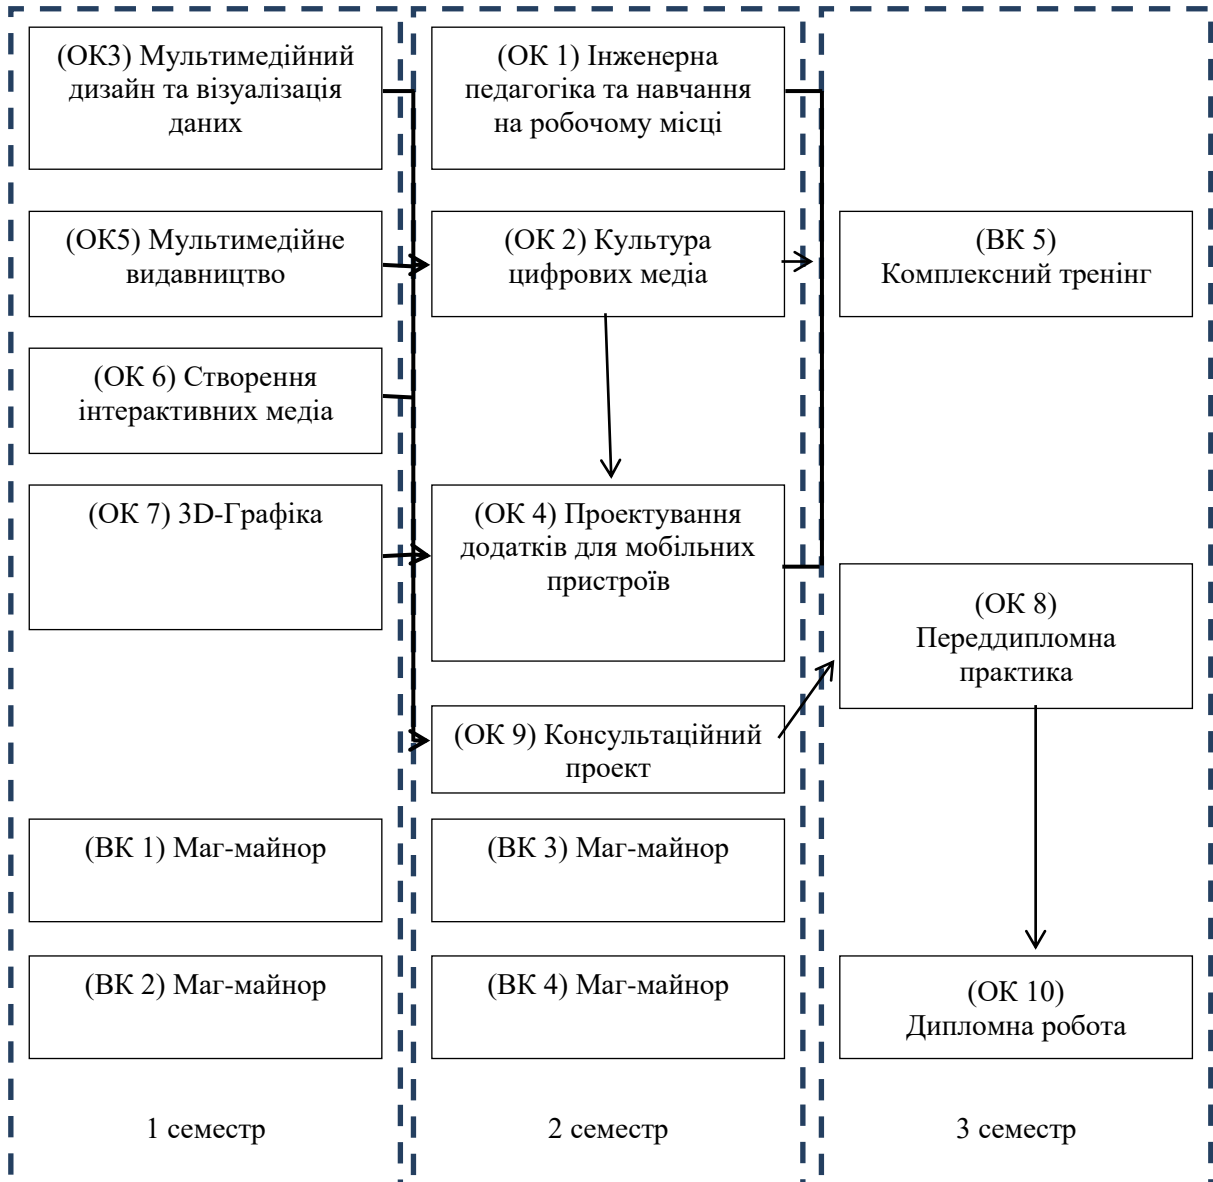 (ОК3) Мультимедійний
дизайн та візуалізація
даних
(ОК5) Мультимедійне
видавництво
(ОК 6) Створення
інтерактивних медіа
(ОК 7) 3D-Графіка
(ВК 1) Маг-майнор
(ВК 2) Маг-майнор
1 семестр
(ОК 1) Інженерна
педагогіка та навчання
на робочому місці
(ОК 2) Культура
цифрових медіа
(ОК 4) Проектування
додатків для мобільних
пристроїв
(ОК 9) Консультаційний
проект
(ВК 3) Маг-майнор
(ВК 4) Маг-майнор
2 семестр
(ВК 5)
Комплексний тренінг
(ОК 8)
Переддипломна
практика
(ОК 10)
Дипломна робота
3 семестр